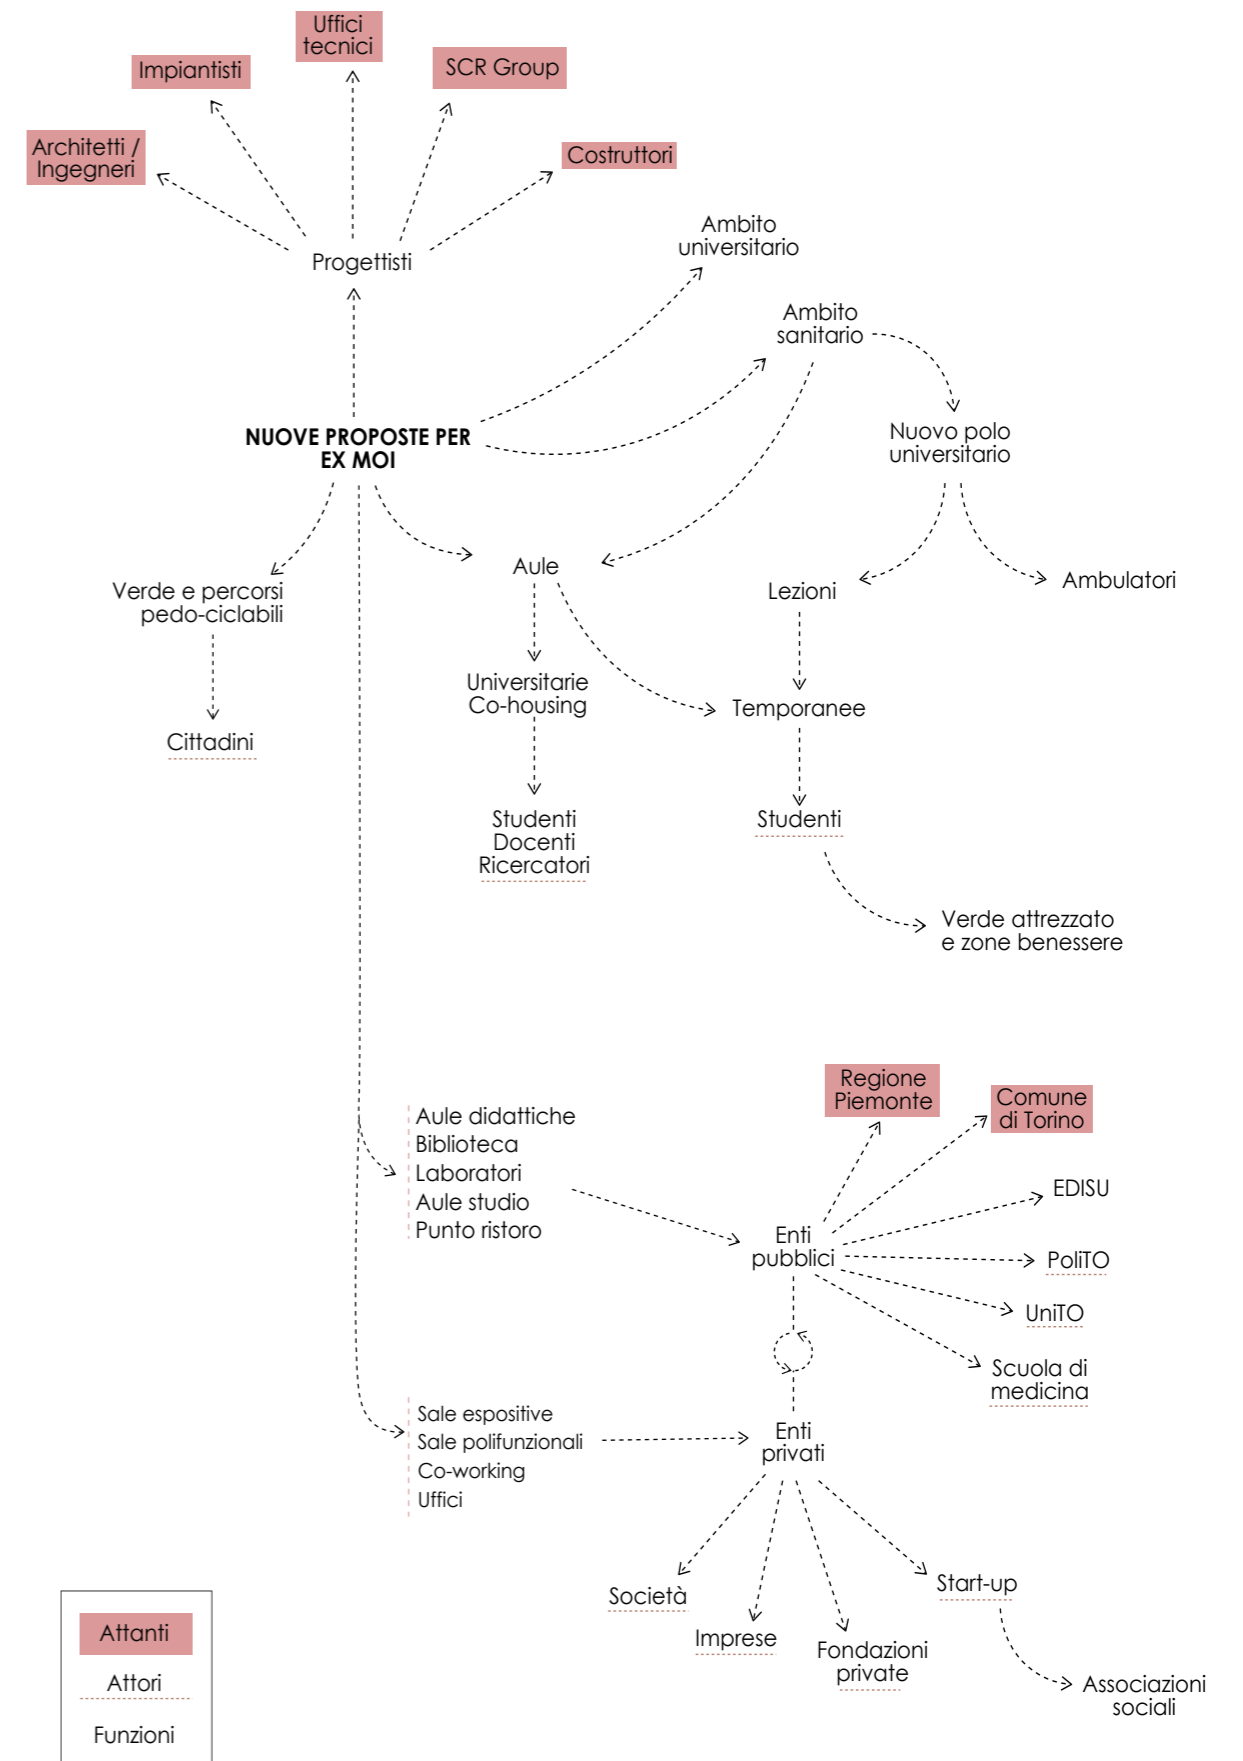 Uffici
tecnici
Impiantisti
SCR Group
Architetti /
Ingegneri
Costruttori
Progettisti
Ambito
universitario
Ambito
sanitario
NUOVE PROPOSTE PER
EX MOI
Nuovo polo
universitario
Verde e percorsi
pedo-ciclabili
Aule
Lezioni
Ambulatori
Universitarie
Co-housing
Temporanee
Cittadini
Studenti
Docenti
Ricercatori
Studenti
Verde attrezzato
e zone benessere
Aule didattiche
Biblioteca
Laboratori
Aule studio
Punto ristoro
Regione
Piemonte
Comune
di Torino
EDISU
Enti
pubblici
PoliTO
UniTO
Scuola di
medicina
Sale espositive
Sale polifunzionali
Co-working
Uffici
Enti
privati
Società
Imprese
Fondazioni
private
Start-up
Associazioni
sociali
Attanti
Attori
Funzioni